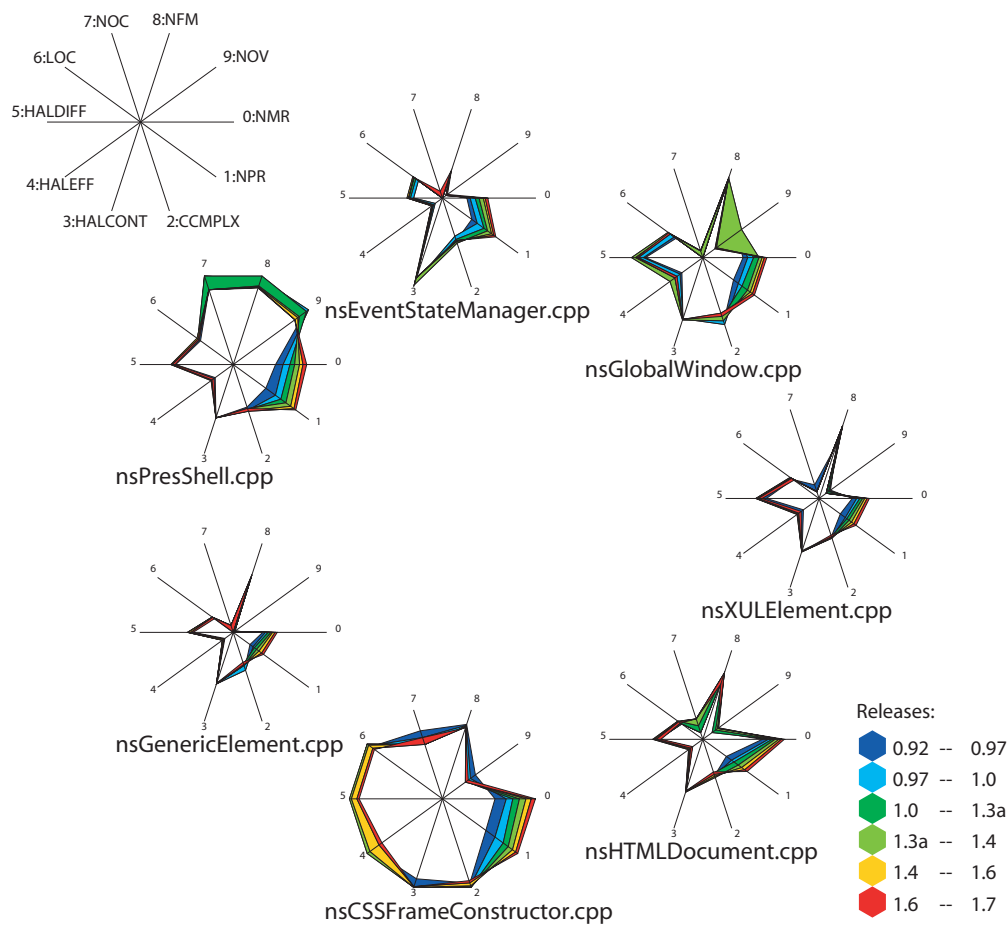 7:NOC
8:NFM
6:LOC
9:NOV
5:HALDIFF
0:NMR
4:HALEFF
1:NPR
3:HALCONT
2:CCMPLX
7
8
6
9
5
0
4
1
3
2
nsEventStateManager.cpp
7
8
6
9
5
0
4
1
3
2
nsGlobalWindow.cpp
7
8
6
9
5
0
4
1
3
2
nsPresShell.cpp
7
8
6
9
5
0
4
1
3
2
nsXULElement.cpp
7
8
6
9
5
0
4
1
3
2
nsGenericElement.cpp
7
8
6
9
5
0
4
1
3
2
nsHTMLDocument.cpp
7
8
6
9
5
0
4
1
3
2
nsCSSFrameConstructor.cpp
Releases:
0.92 -- 0.97
0.97 -- 1.0
1.0 -- 1.3a
1.3a -- 1.4
1.4 -- 1.6
1.6 -- 1.7